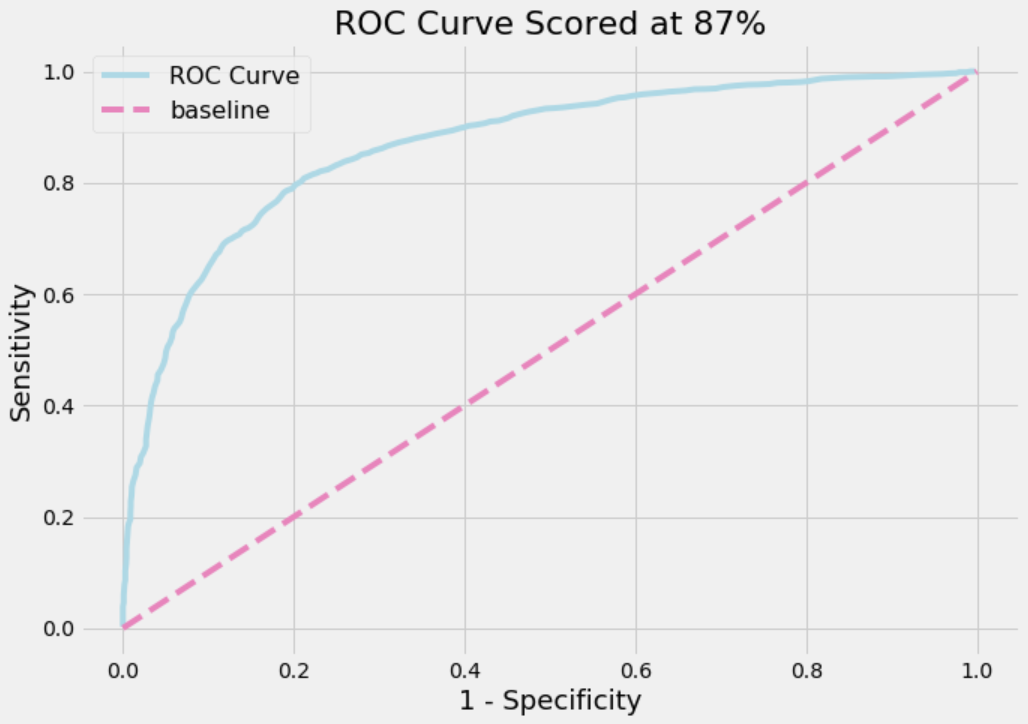 ROC Curve Scored at 87%
ROC Curve
baseline
1.0
0.8
0.6
0.4
0.2
0.0
Sensitivity
0.0 0.2 0.4 0.6 0.8 1.0
1 - Specificity